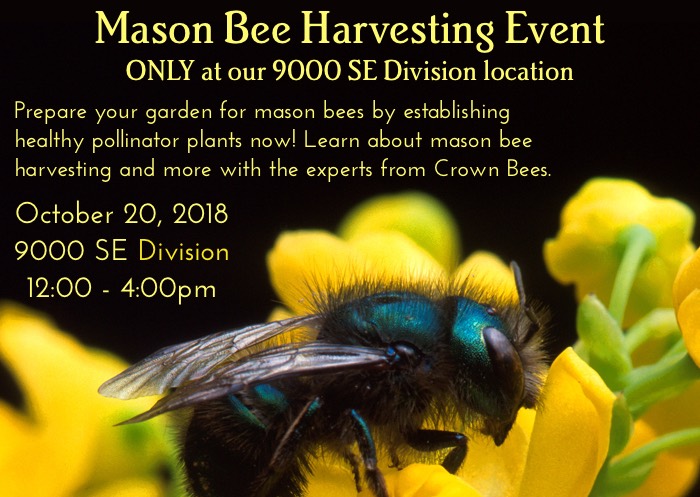 Mason Bee Harvesting Event
ONLY at our 9000 SE Division location
Prepare your garden for mason bees by establishing
healthy pollinator plants now! Learn about mason bee
harvesting and more with the experts from Crown Bees.
October 20, 2018
9000 SE Division
12:00 - 4:00pm